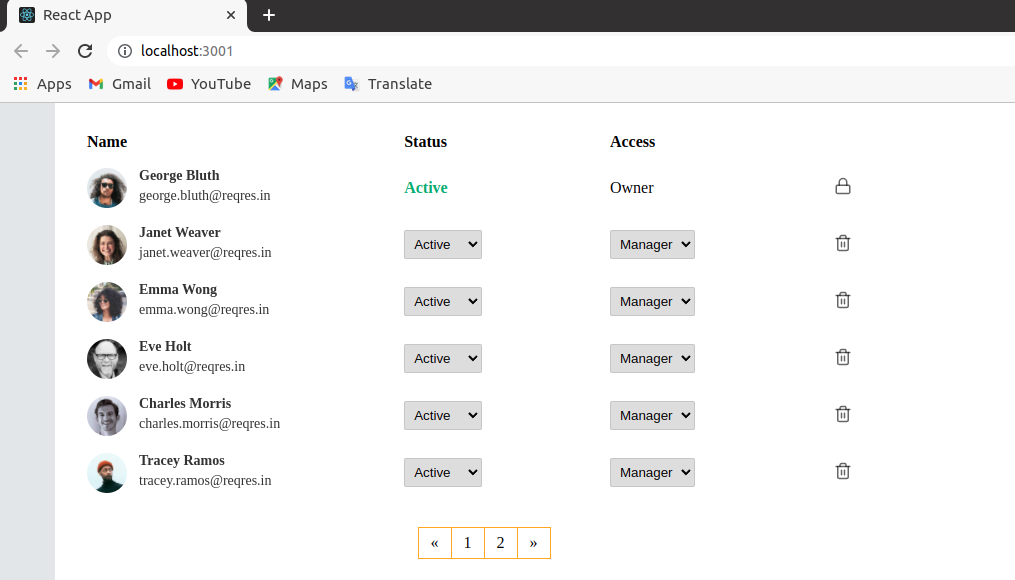 React App
localhost:3001
Apps Gmail YouTube Maps Translate
Name Status Access
George Bluth
george.bluth@reqres.in
Active Owner
Janet Weaver
janet.weaver@reqres.in
Active Manager
Emma Wong
emma.wong@reqres.in
Active Manager
Eve Holt
eve.holt@reqres.in
Active Manager
Charles Morris
charles.morris@reqres.in
Active Manager
Tracey Ramos
tracey.ramos@reqres.in
Active Manager
« 1 2 »